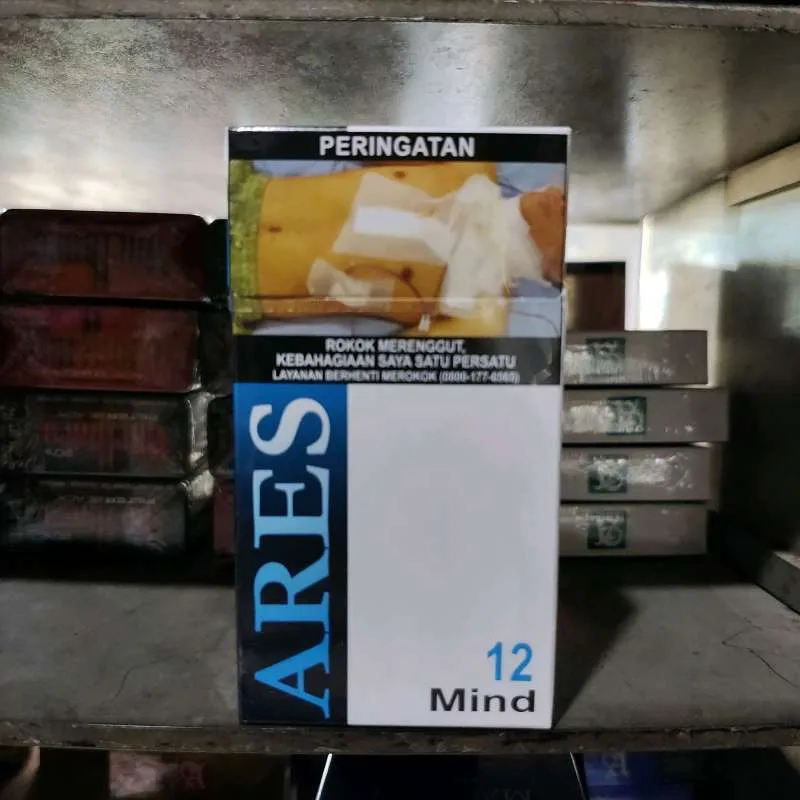 PERINGATAN
ROKOK MERENGGUT,
KEBAHAGIAAN SAYA SATU PERSATU
LAYANAN BERHENTI MEROKOK (0800-177-6565)
ARES
12
Mind